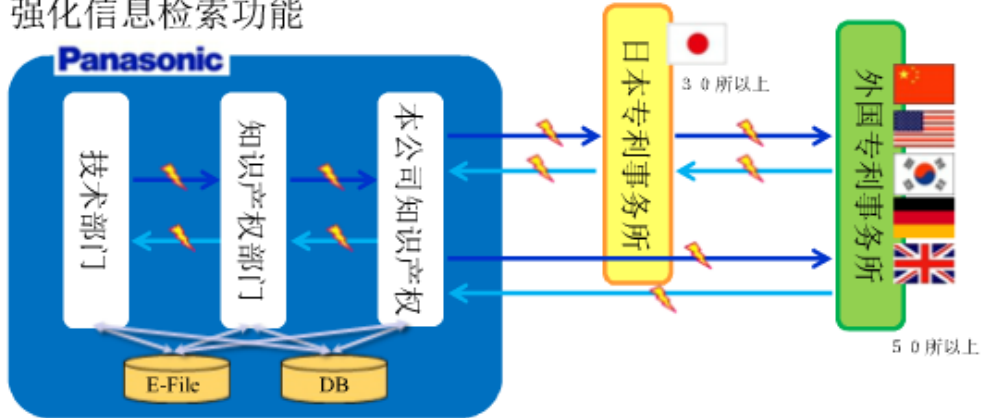 强化信息检索功能
Panasonic
技术部门
知识产权部门
本公司知识产权
日本专利事务所
30所以上
外国专利事务所
50所以上
E-File
DB